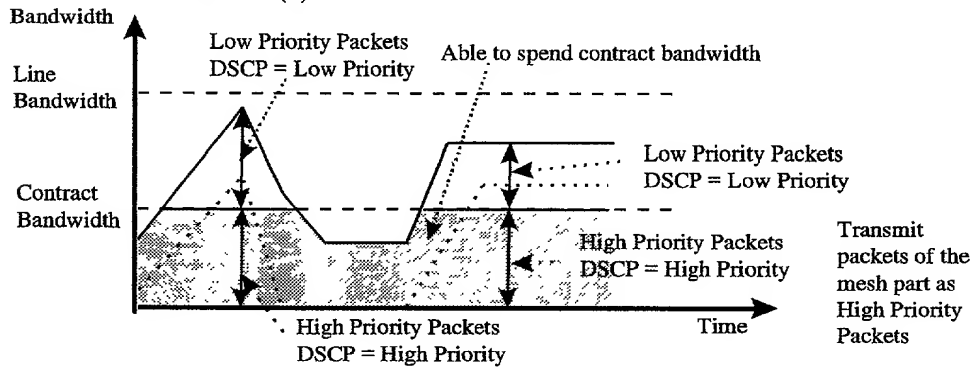 Bandwidth
Low Priority Packets
DSCP = Low Priority
Able to spend contract bandwidth
Line
Bandwidth
Low Priority Packets
DSCP = Low Priority
Contract
Bandwidth
High Priority Packets
DSCP = High Priority
Transmit
packets of the
mesh part as
High Priority
Packets
Time
High Priority Packets
DSCP = High Priority